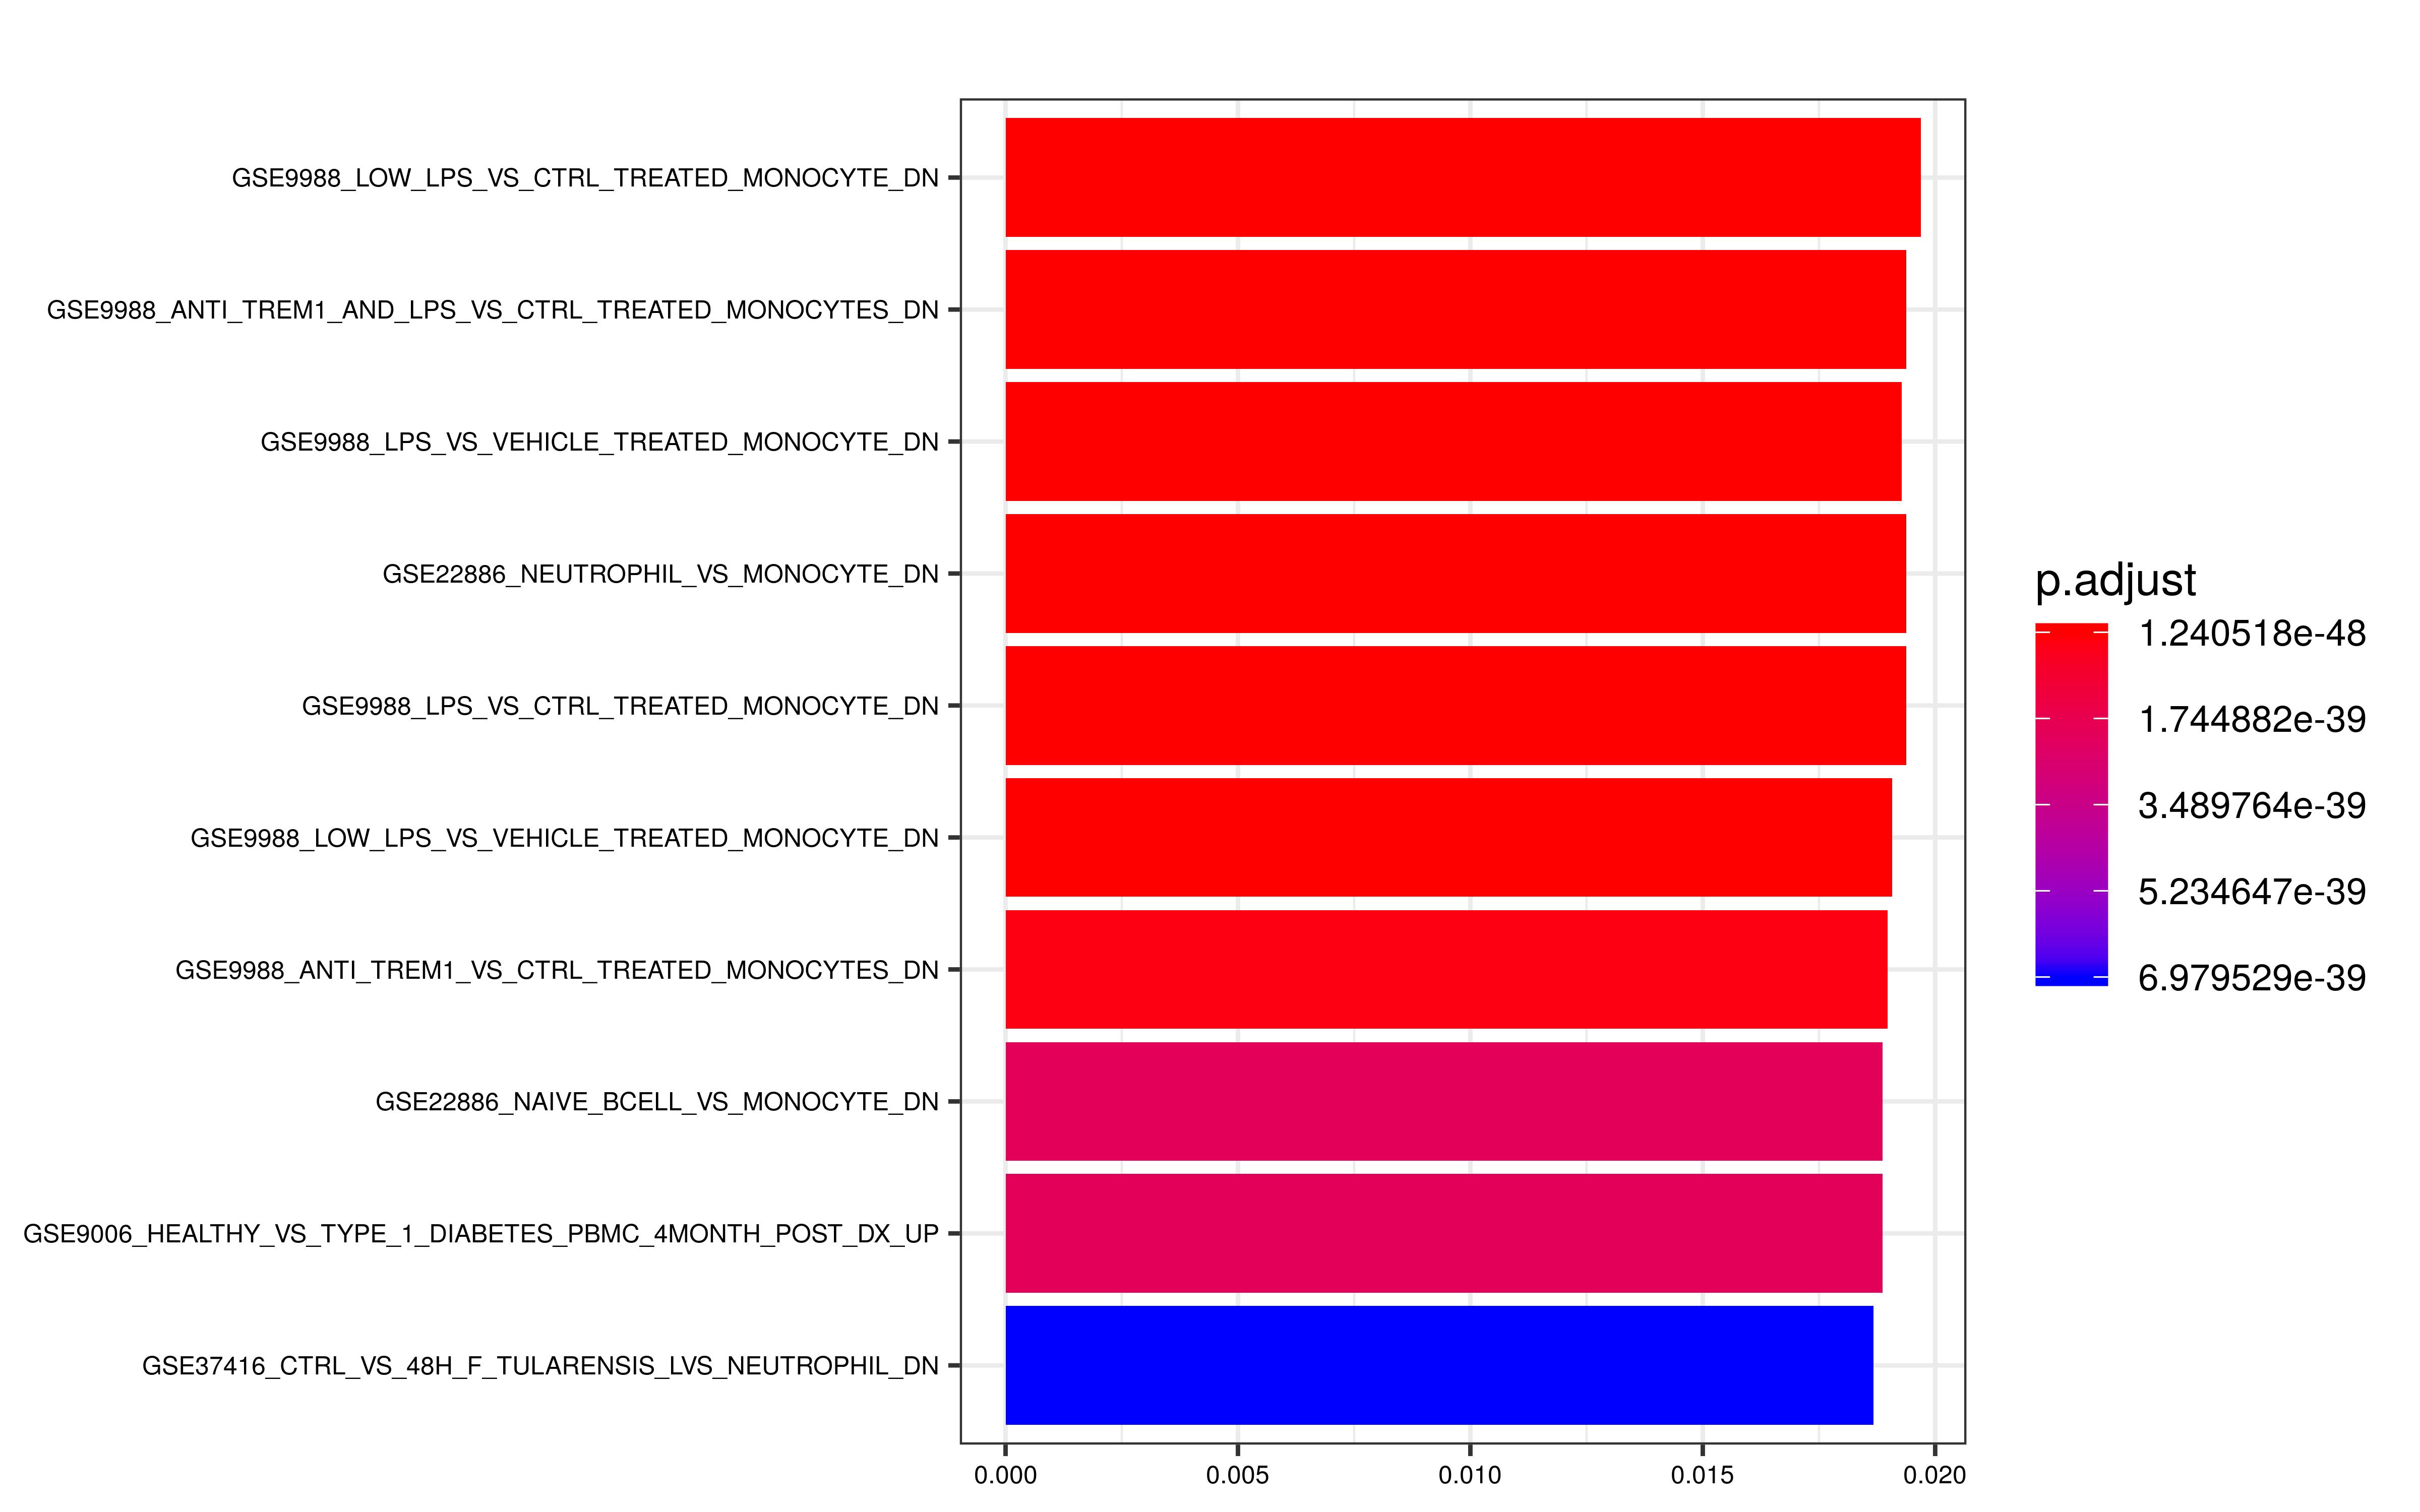 GSE9988_LOW_LPS_VS_CTRL_TREATED_MONOCYTE_DN
GSE9988_ANTI_TREM1_AND_LPS_VS_CTRL_TREATED_MONOCYTES_DN
GSE9988_LPS_VS_VEHICLE_TREATED_MONOCYTE_DN
GSE22886_NEUTROPHIL_VS_MONOCYTE_DN
GSE9988_LPS_VS_CTRL_TREATED_MONOCYTE_DN
GSE9988_LOW_LPS_VS_VEHICLE_TREATED_MONOCYTE_DN
GSE9988_ANTI_TREM1_VS_CTRL_TREATED_MONOCYTES_DN
GSE22886_NAIVE_BCELL_VS_MONOCYTE_DN
GSE9006_HEALTHY_VS_TYPE_1_DIABETES_PBMC_4MONTH_POST_DX_UP
GSE37416_CTRL_VS_48H_F_TULARENSIS_LVS_NEUTROPHIL_DN
0.000 0.005 0.010 0.015 0.020
p.adjust
1.240518e-48
1.744882e-39
3.489764e-39
5.234647e-39
6.979529e-39